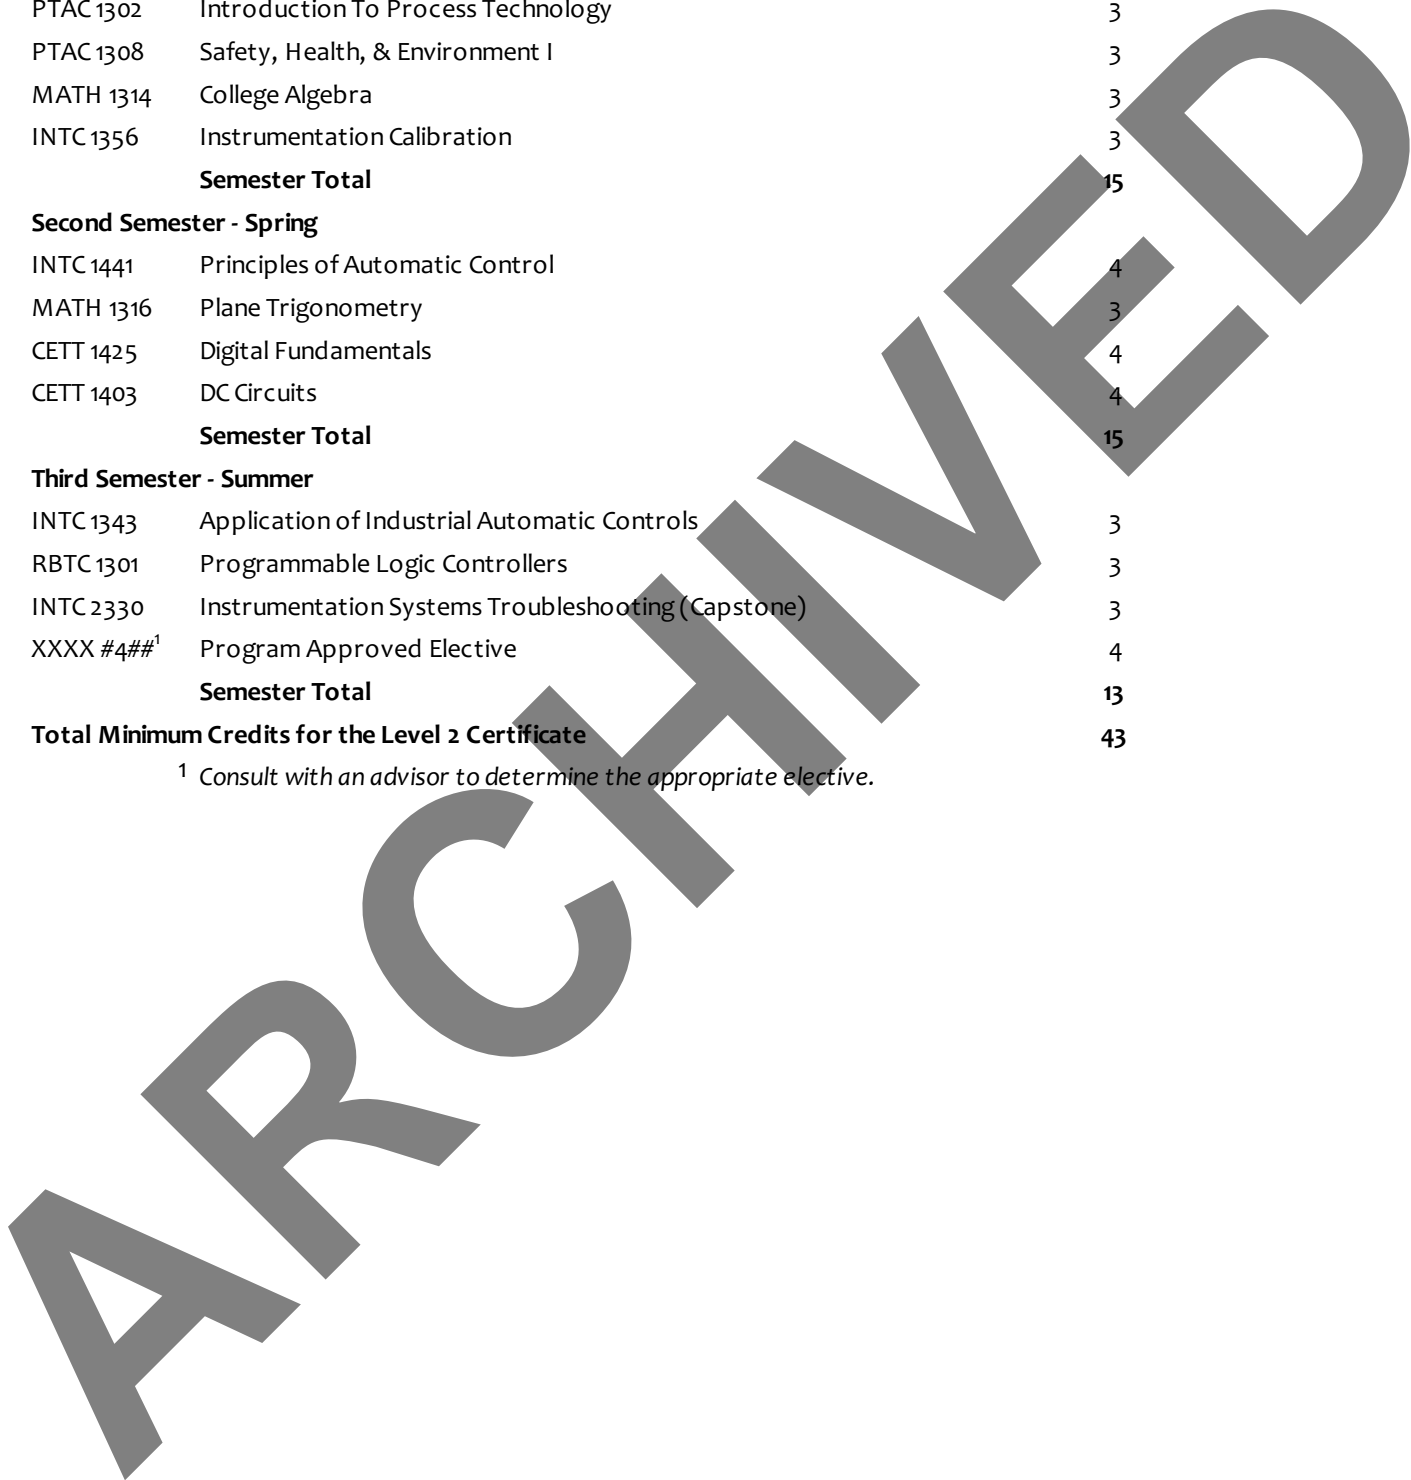 PTAC 1302 Introduction To Process Technology 3
PTAC 1308 Safety, Health, & Environment I 3
MATH 1314 College Algebra 3
INTC 1356 Instrumentation Calibration 3
Semester Total 15
Second Semester - Spring
INTC 1441 Principles of Automatic Control 4
MATH 1316 Plane Trigonometry 3
CETT 1425 Digital Fundamentals 4
CETT 1403 DC Circuits 4
Semester Total 15
Third Semester - Summer
INTC 1343 Application of Industrial Automatic Controls 3
RBTC 1301 Programmable Logic Controllers 3
INTC 2330 Instrumentation Systems Troubleshooting (Capstone) 3
XXXX #4##¹ Program Approved Elective 4
Semester Total 13
Total Minimum Credits for the Level 2 Certificate 43
1 Consult with an advisor to determine the appropriate elective.
ARCHIVED